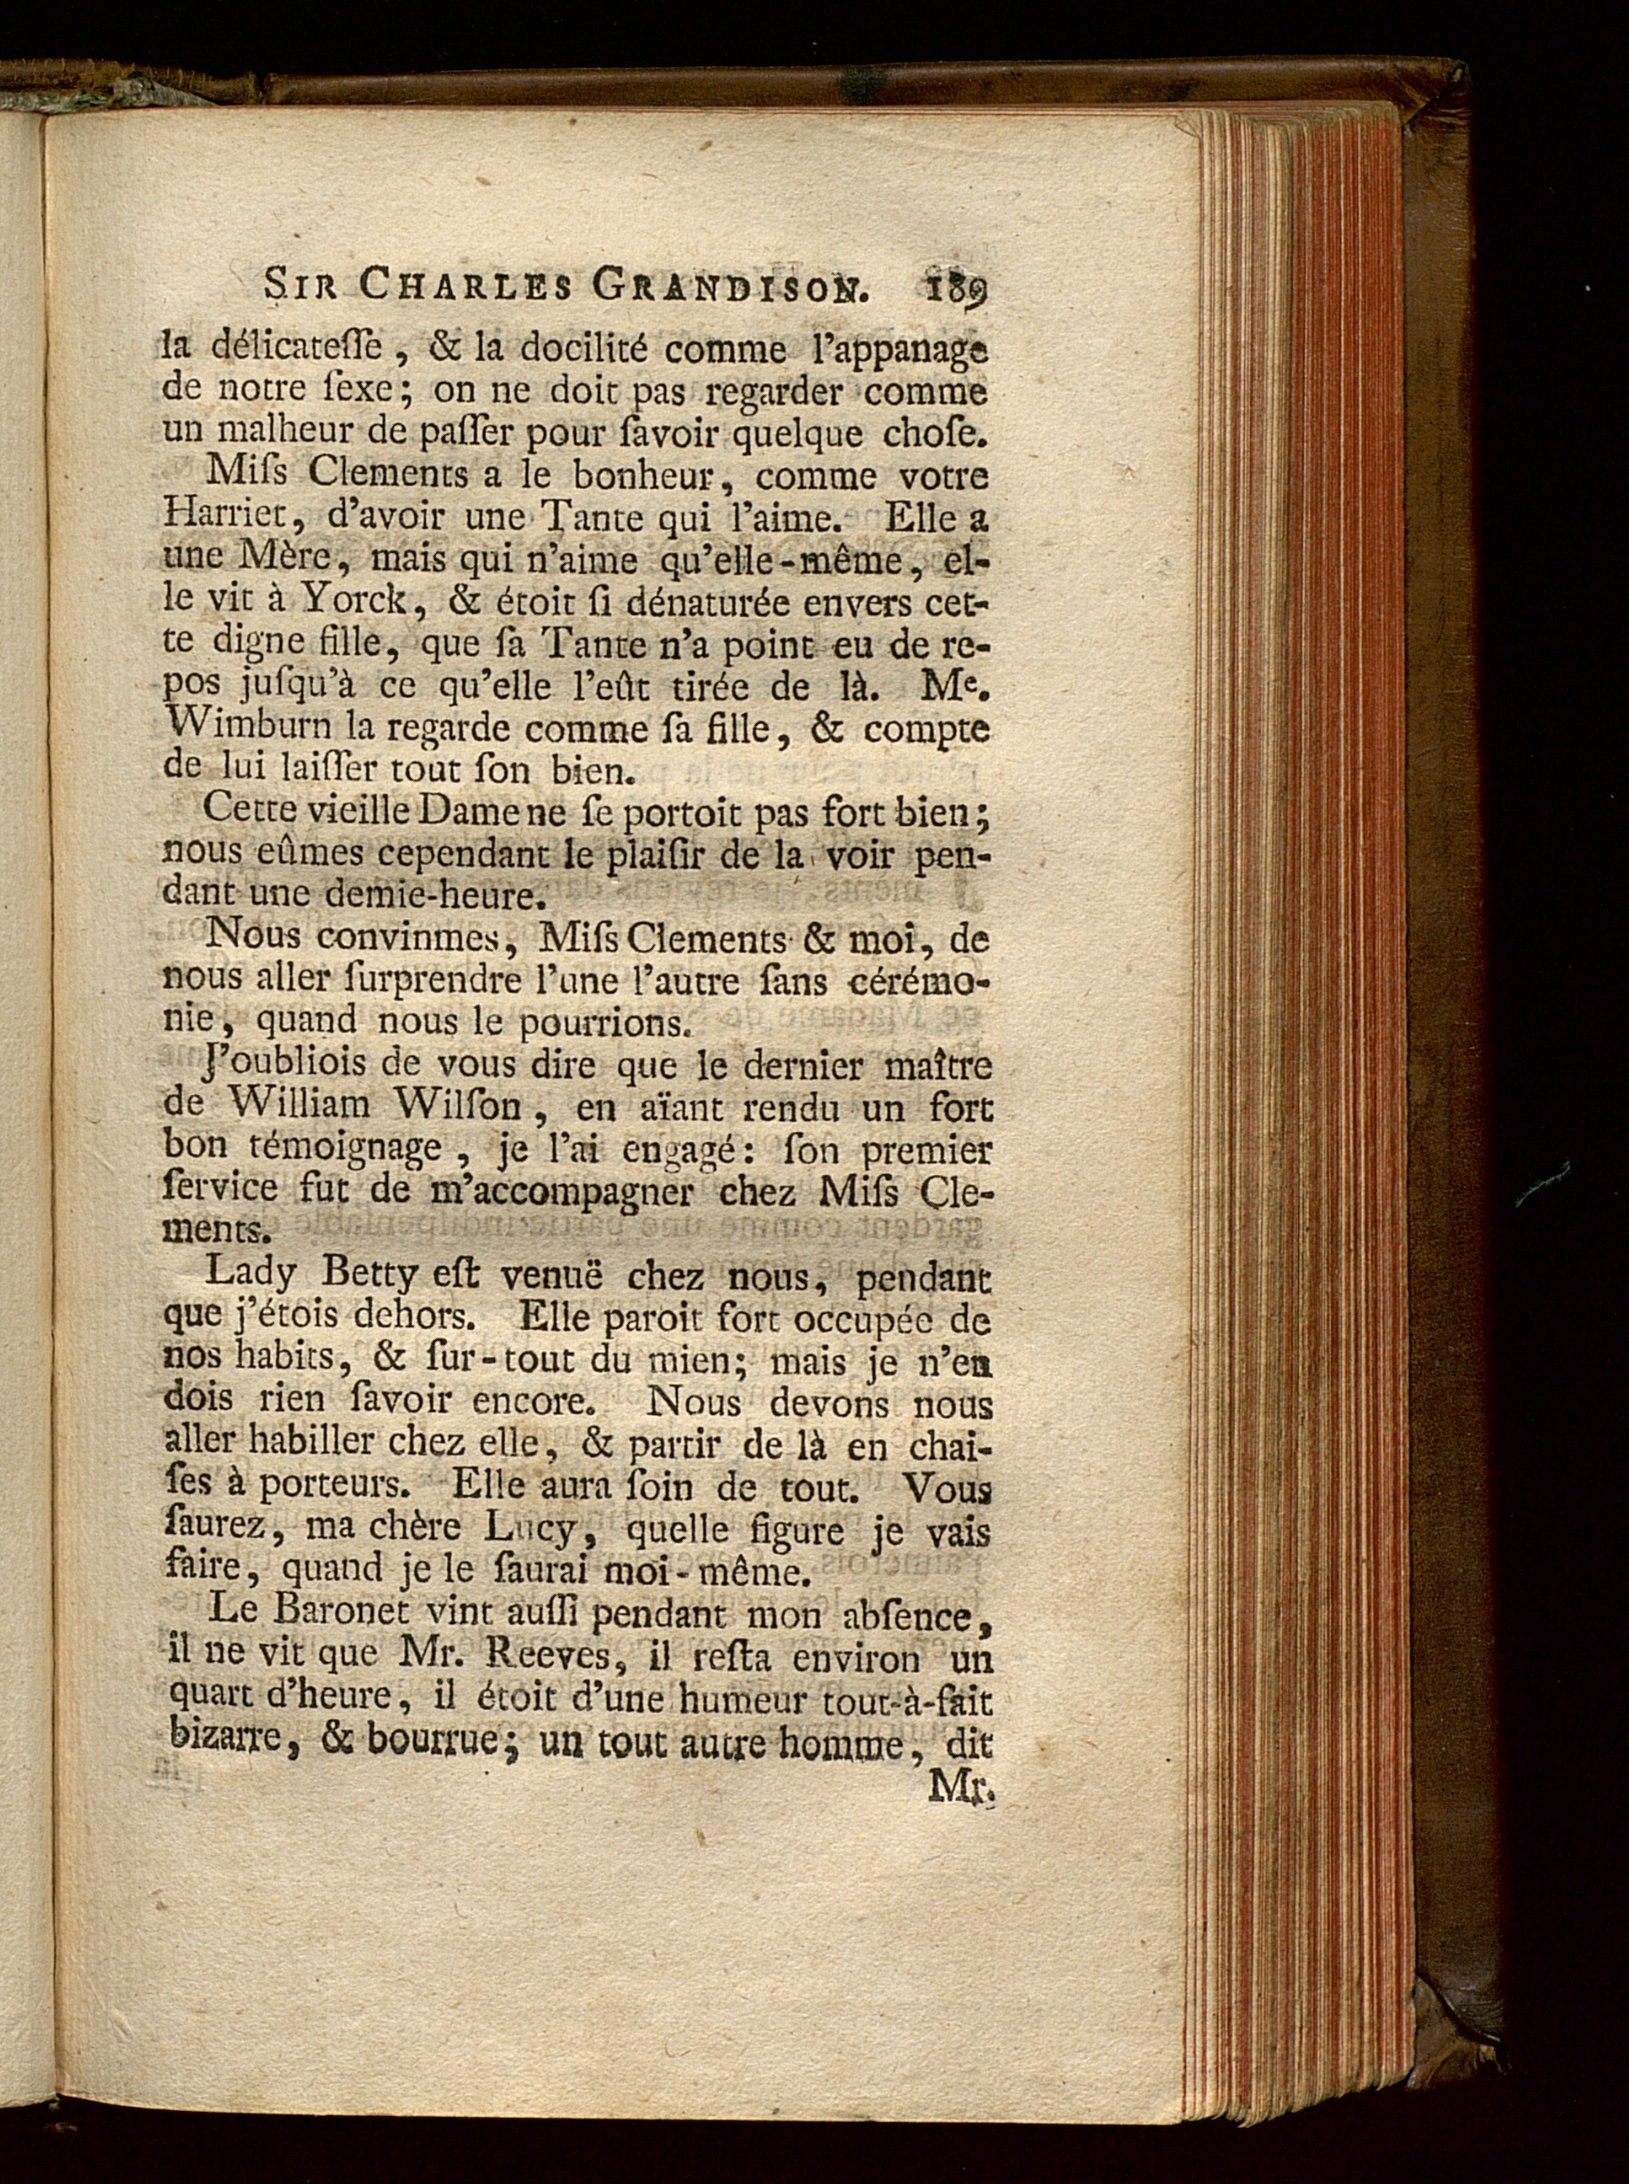 SIR CHARLES GRANDISON. 189
la délicateſſe, & la docilité comme l'appanage
de notre ſexe; on ne doit pas regarder comme
un malheur de paſſer pour ſavoir quelque choſe.
Miſs Clements a le bonheur, comme votre
Harriet, d'avoir une Tante qui l'aime. Elle a
une Mère, mais qui n'aime qu'elle-même, el-
le vit à Yorck, & étoit ſi dénaturée envers cet-
te digne fille, que ſa Tante n'a point eu de re-
pos juſqu'à ce qu'elle l'eût tirée de là. Me.
Wimburn la regarde comme ſa fille, & compte
de lui laiſſer tout ſon bien.
Cette vieille Dame ne ſe portoit pas fort bien;
nous eûmes cependant le plaiſir de la voir pen-
dant une demie-heure.
Nous convinmes, Miſs Clements & moi, de
nous aller ſurprendre l'une l'autre ſans cérémo-
nie, quand nous le pourrions.
J'oubliois de vous dire que le dernier maître
de William Wilſon, en aïant rendu un fort
bon témoignage, je l'ai engagé: ſon premier
ſervice fut de m'accompagner chez Miſs Cle-
ments.
Lady Betty eſt venuë chez nous, pendant
que j'étois dehors. Elle paroit fort occupée de
nos habits, & ſur-tout du mien; mais je n'en
dois rien ſavoir encore. Nous devons nous
aller habiller chez elle, & partir de là en chai-
ſes à porteurs. Elle aura ſoin de tout. Vous
ſaurez, ma chère Lucy, quelle figure je vais
faire, quand je le ſaurai moi-même.
Le Baronet vint auſſi pendant mon abſence,
il ne vit que Mr. Reeves, il reſta environ un
quart d'heure, il étoit d'une humeur tout-à-fait
bizarre, & bourrue; un tout autre homme, dit
Mr.